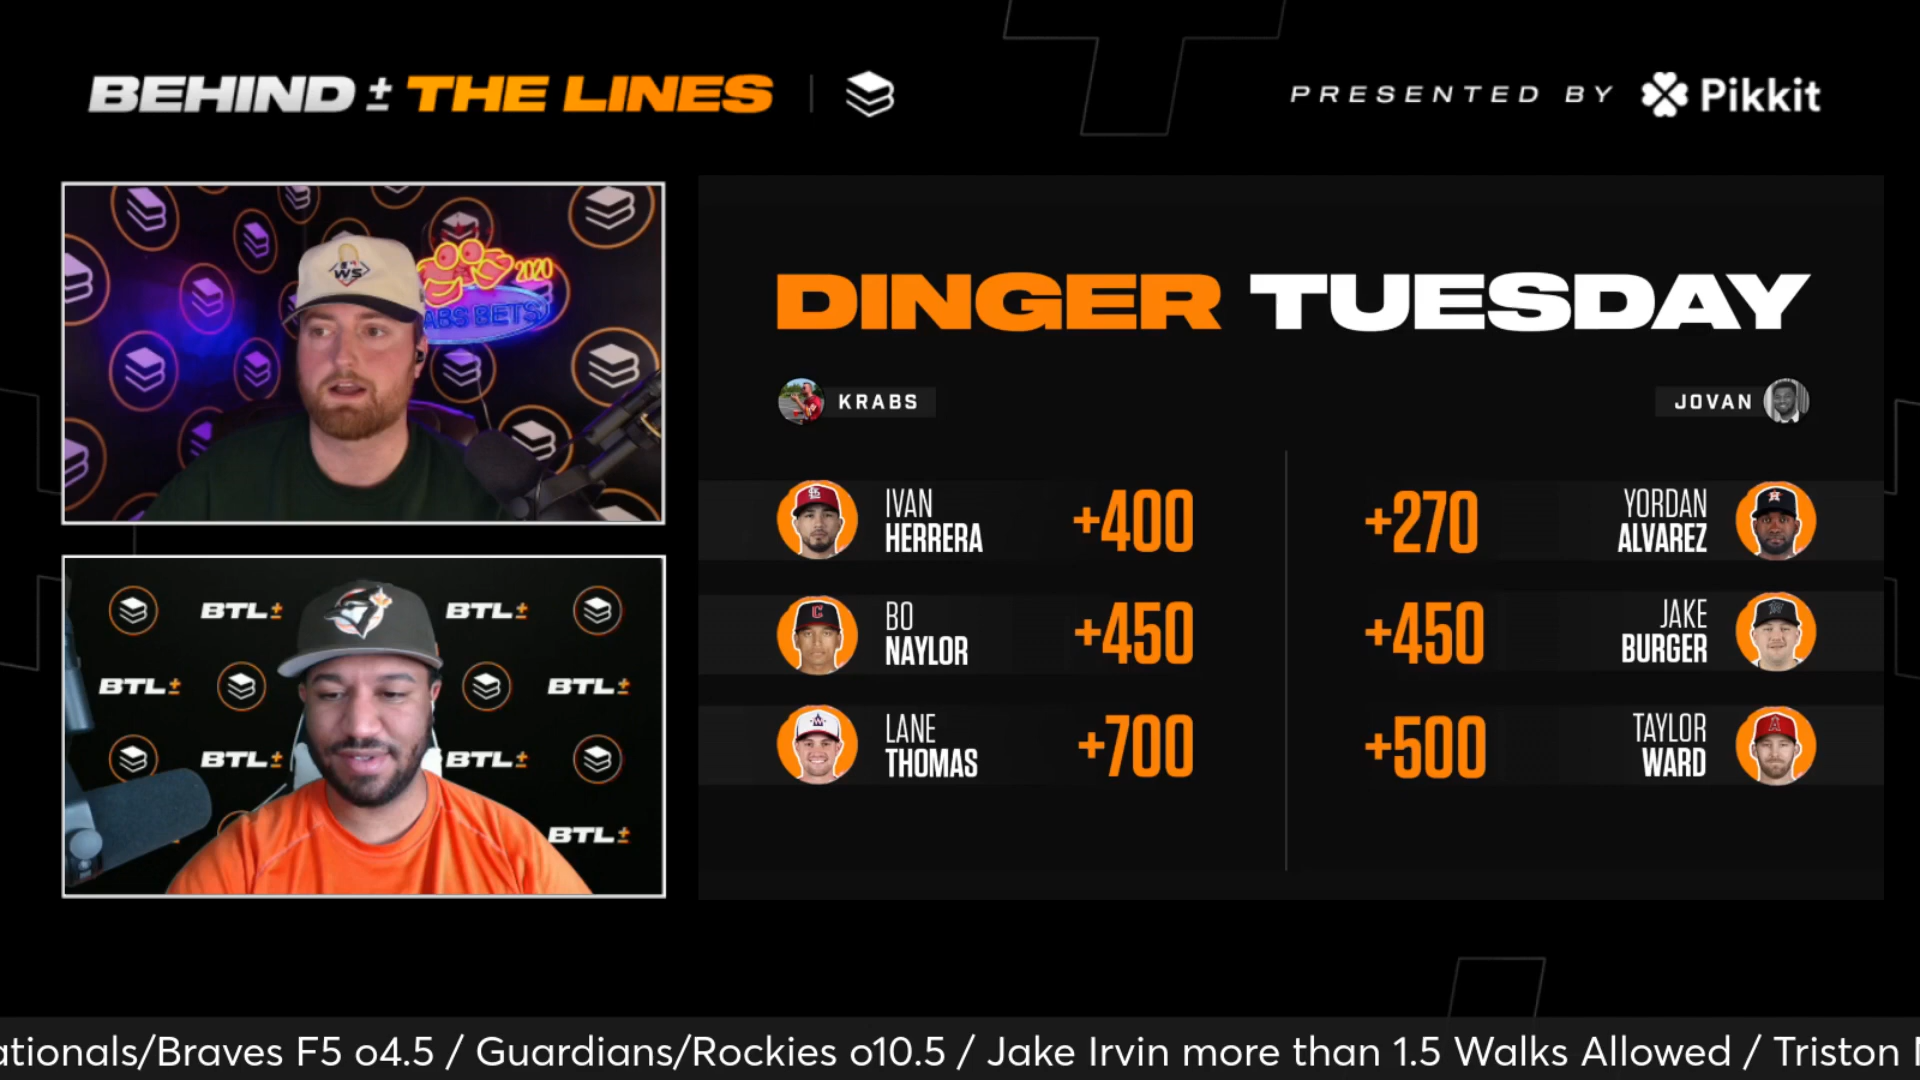 BEHIND ± THE LINES
PRESENTED BY Pikkit
WS
2020
ABS BETS
BTL± BTL±
BTL± BTL±
BTL± BTL±
BTL±
DINGER TUESDAY
KRABS
JOVAN
IVAN HERRERA +400
+270 YORDAN ALVAREZ
BO NAYLOR +450
+450 JAKE BURGER
LANE THOMAS +700
+500 TAYLOR WARD
ationals/Braves F5 o4.5 / Guardians/Rockies o10.5 / Jake Irvin more than 1.5 Walks Allowed / Triston